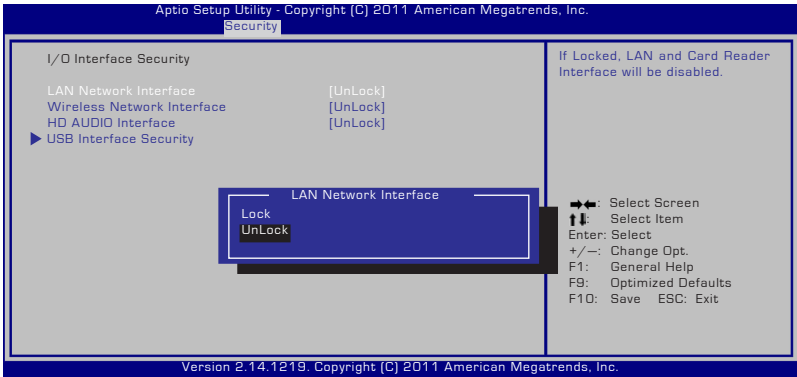 Aptio Setup Utility - Copyright (C) 2011 American Megatrends, Inc.
Security
I/O Interface Security
LAN Network Interface [UnLock]
Wireless Network Interface [UnLock]
HD AUDIO Interface [UnLock]
USB Interface Security
If Locked, LAN and Card Reader
Interface will be disabled.
LAN Network Interface
Lock
UnLock
: Select Screen
: Select Item
Enter: Select
+/—: Change Opt.
F1: General Help
F9: Optimized Defaults
F10: Save ESC: Exit
Version 2.14.1219. Copyright (C) 2011 American Megatrends, Inc.